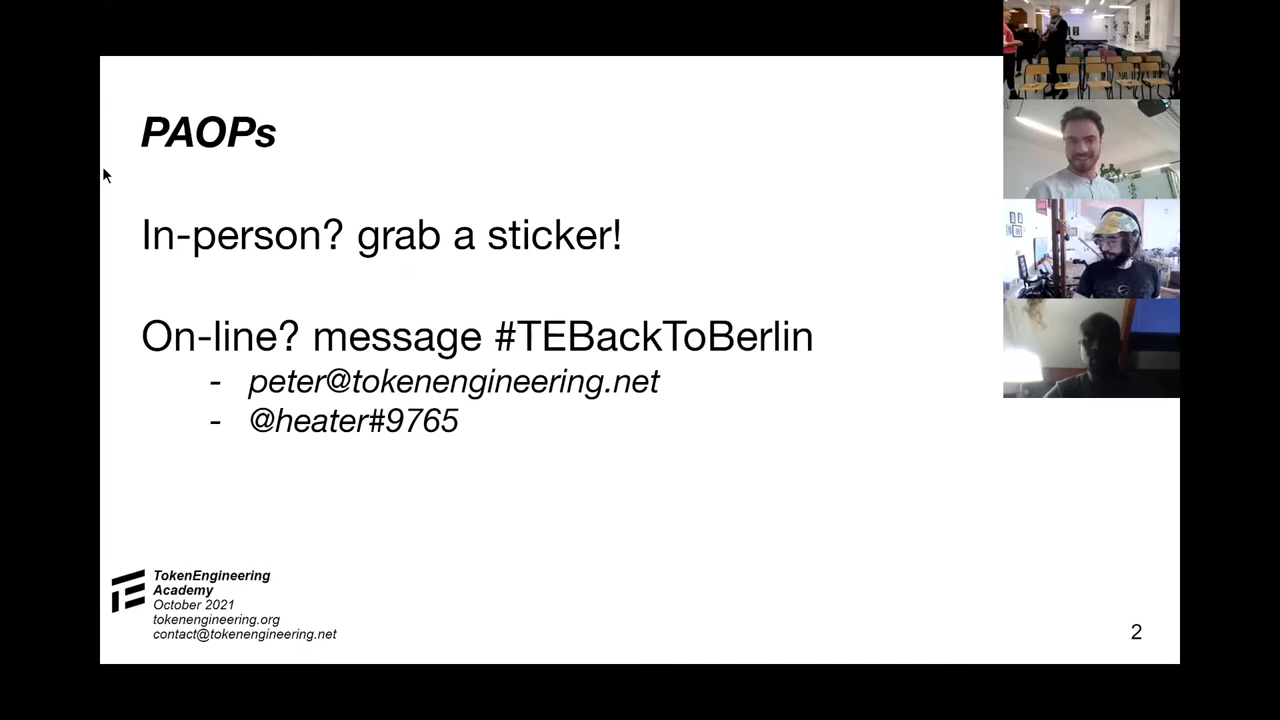 PAOPs
In-person? grab a sticker!
On-line? message #TEBackToBerlin
- peter@tokenengineering.net
- @heater#9765
TokenEngineering
Academy
October 2021
tokenengineering.org
contact@tokenengineering.net
2